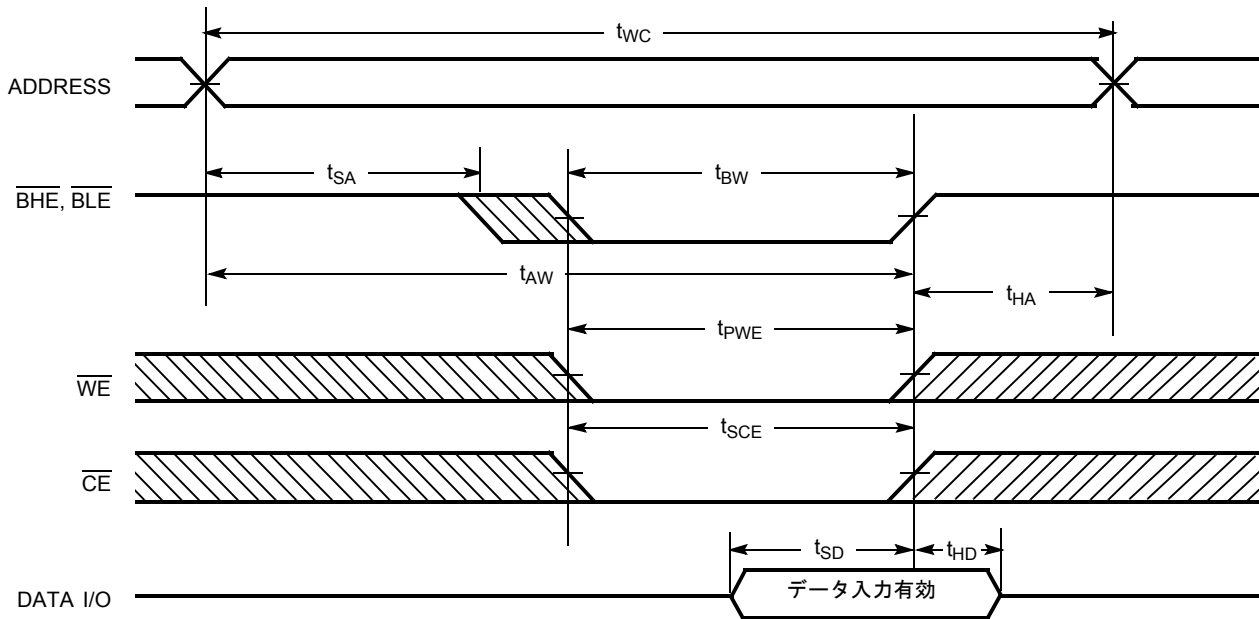 tWC
ADDRESS
tSA
tBW
BHE, BLE
tAW
tHA
tPWE
WE
tSCE
CE
tSD
tHD
データ入力有効
DATA I/O